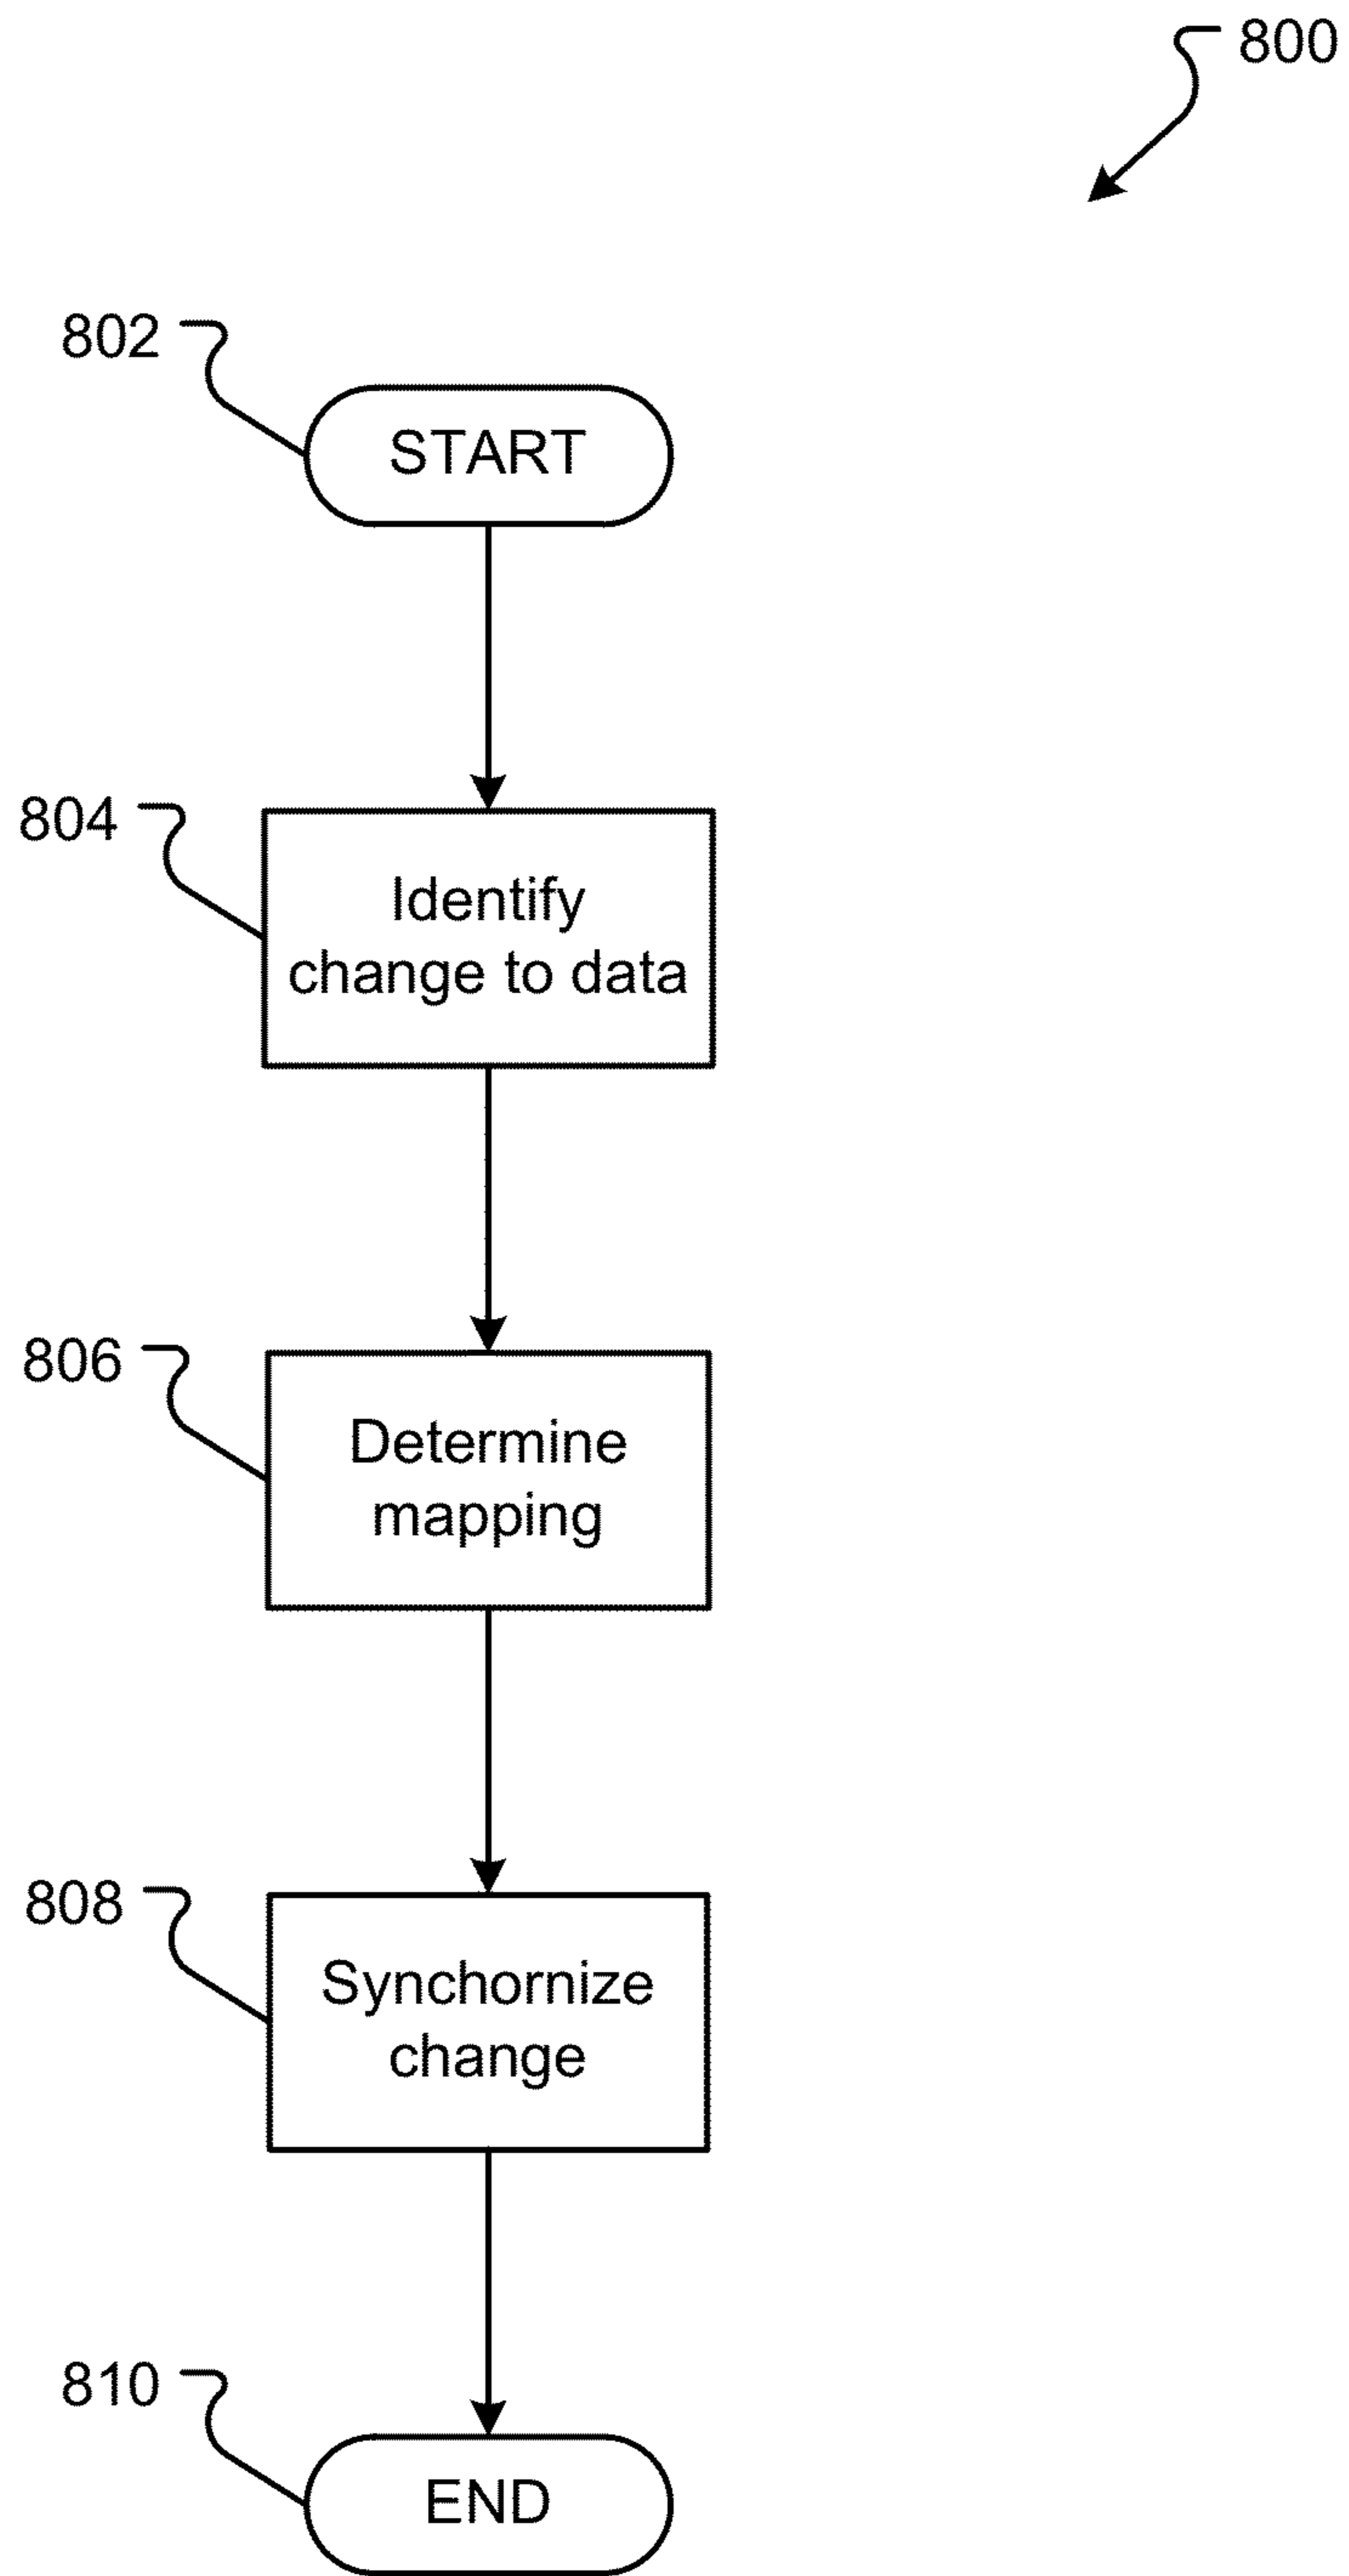 800
802
START
804
Identify
change to data
806
Determine
mapping
808
Synchornize
change
810
END